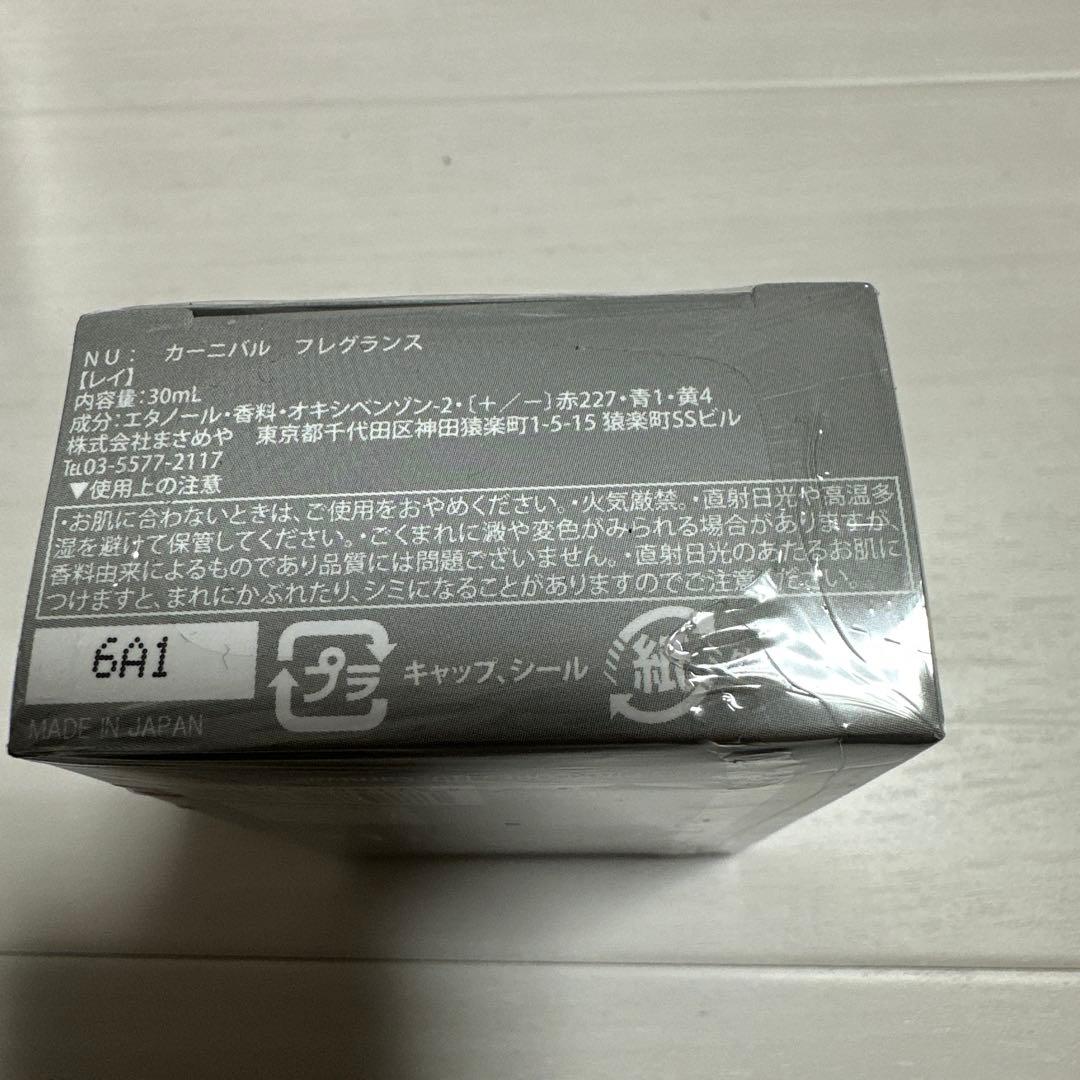 NU: カーニバル フレグランス
【レイ】
内容量:30mL
成分:エタノール・香料・オキシベンゾン-2・[+/-]赤227・青1・黄4
株式会社まさめや 東京都千代田区神田猿楽町1-5-15 猿楽町SSビル
℡03-5577-2117
▼使用上の注意
・お肌に合わないときは、ご使用をおやめください。・火気厳禁。・直射日光や高温多
湿を避けて保管してください。・ごくまれに澱や変色がみられる場合がありますが、
香料由来によるものであり品質には問題ございません。・直射日光のあたるお肌に
つけますと、まれにかぶれたり、シミになることがありますのでご注意ください。
6A1 プラ キャップ、シール 紙
MADE IN JAPAN